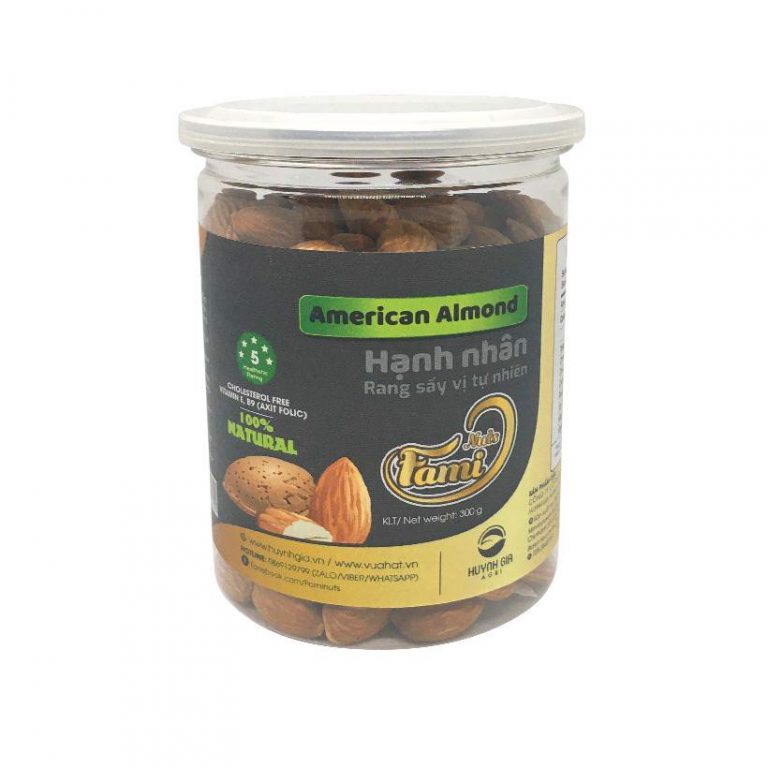 American Almond
Hạnh nhân
Rang sấy vị tự nhiên
5
CHOLESTEROL FREE
VITAMIN E, B9 (AXIT FOLIC)
100%
NATURAL
Nuts
Fami
KLT/ Net weight: 300 g
www.huynhgia.vn / www.vuahat.vn
HOTLINE: 0869129799 (ZALO/VIBER/WHATSAPP)
facebook.com/faminuts
HUYNH GIA
AGRI